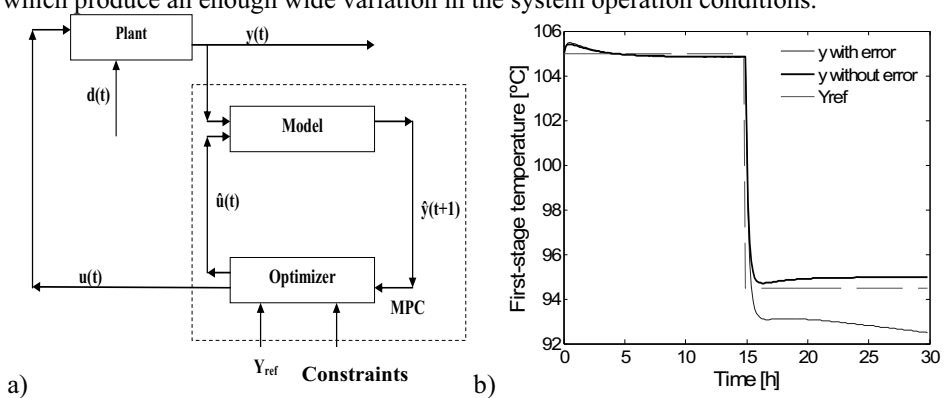 which produce an enough wide variation in the system operation conditions.
Plant
y(t)
d(t)
Model
û(t)
ŷ(t+1)
u(t)
Optimizer
MPC
Yref
Constraints
a)
106
104
102
100
98
96
94
92
First-stage temperature [ºC]
y with error
y without error
Yref
0 5 10 15 20 25 30
Time [h]
b)